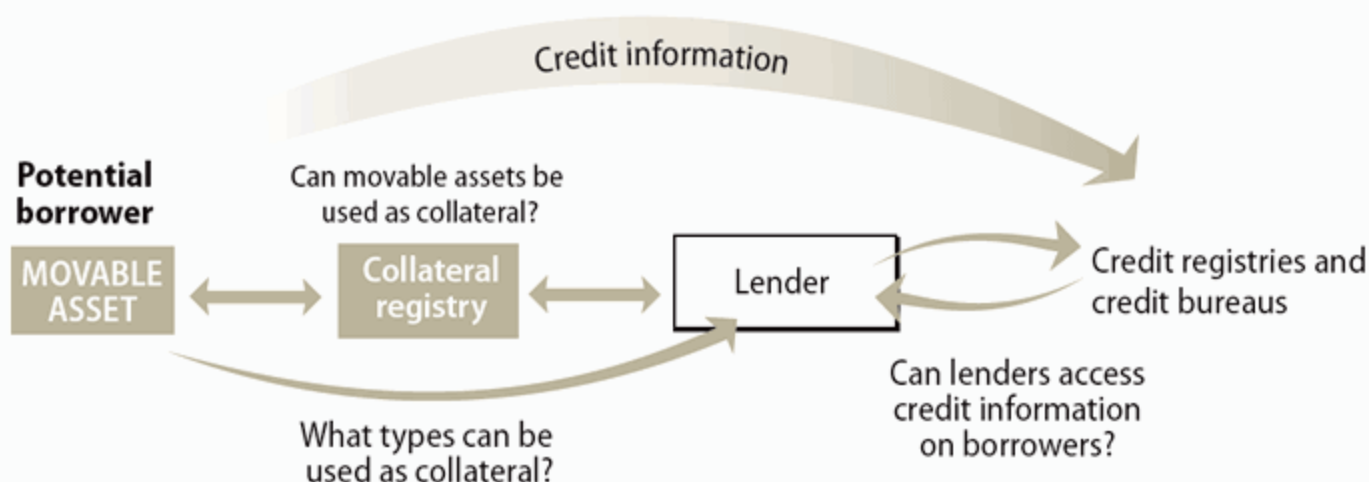 Credit information
Potential
borrower
MOVABLE
ASSET
Can movable assets be
used as collateral?
Collateral
registry
Lender
Credit registries and
credit bureaus
What types can be
used as collateral?
Can lenders access
credit information
on borrowers?